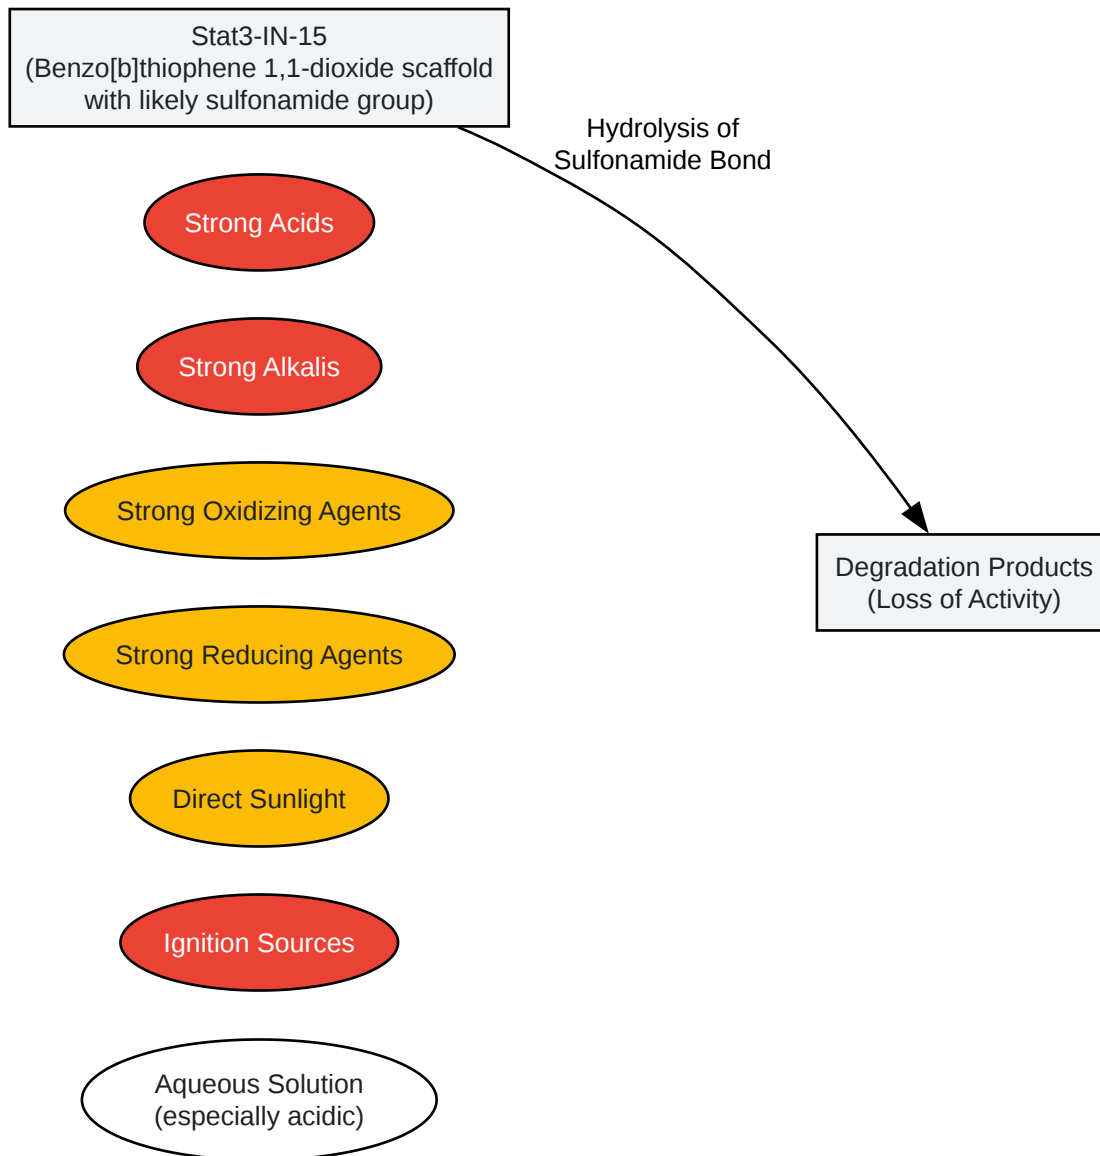 Stat3-IN-15
(Benzo[b]thiophene 1,1-dioxide scaffold
with likely sulfonamide group)
Hydrolysis of
Sulfonamide Bond
Strong Acids
Strong Alkalis
Strong Oxidizing Agents
Degradation Products
(Loss of Activity)
Strong Reducing Agents
Direct Sunlight
Ignition Sources
Aqueous Solution
(especially acidic)